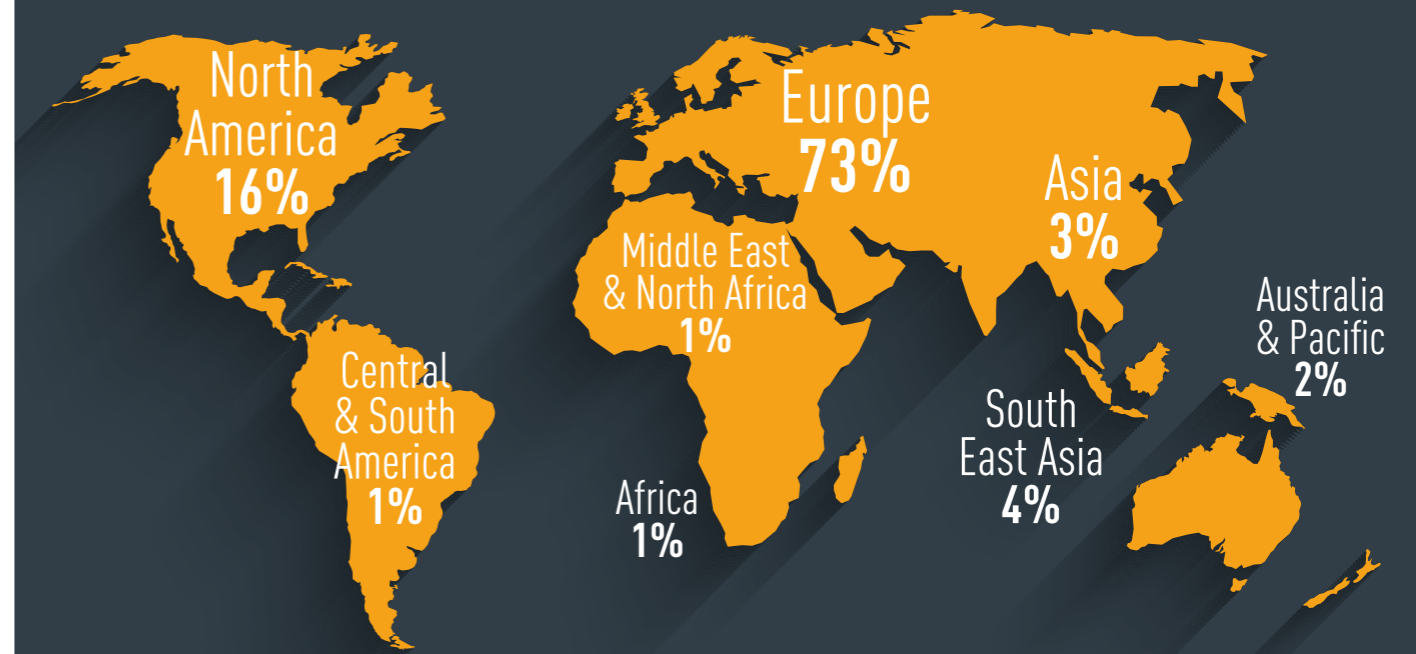 North
America
16%
Europe
73%
Asia
3%
Middle East
& North Africa
1%
Australia
& Pacific
2%
Central
& South
America
1%
South
East Asia
4%
Africa
1%